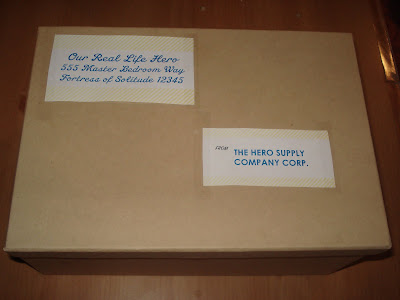 Our Real Life Hero
555 Master Bedroom Way
Fortress of Solitude 12345
FROM
THE HERO SUPPLY
COMPANY CORP.